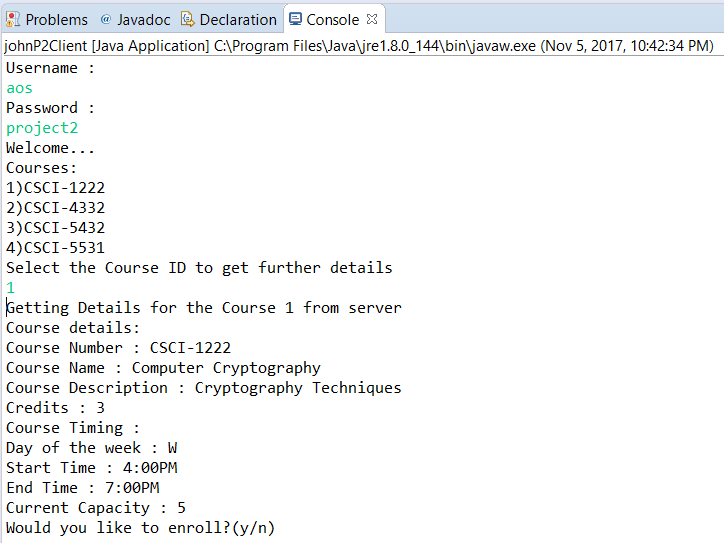 Problems @ Javadoc Declaration Console
johnP2Client [Java Application] C:\Program Files\Java\jre1.8.0_144\bin\javaw.exe (Nov 5, 2017, 10:42:34 PM)
Username :
aos
Password :
project2
Welcome...
Courses:
1)CSCI-1222
2)CSCI-4332
3)CSCI-5432
4)CSCI-5531
Select the Course ID to get further details
1
Getting Details for the Course 1 from server
Course details:
Course Number : CSCI-1222
Course Name : Computer Cryptography
Course Description : Cryptography Techniques
Credits : 3
Course Timing :
Day of the week : W
Start Time : 4:00PM
End Time : 7:00PM
Current Capacity : 5
Would you like to enroll?(y/n)